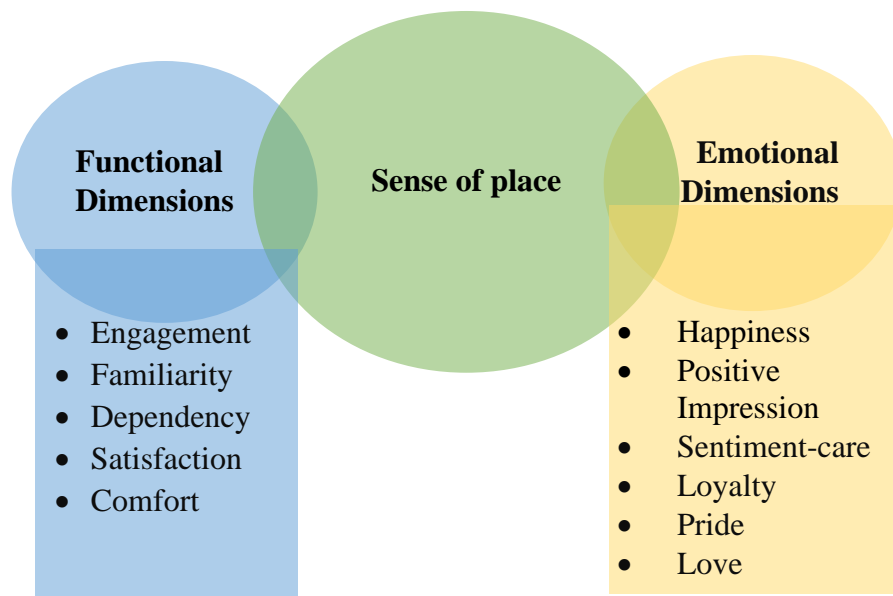 Functional
Dimensions
• Engagement
• Familiarity
• Dependency
• Satisfaction
• Comfort
Sense of place
Emotional
Dimensions
• Happiness
• Positive
Impression
• Sentiment-care
• Loyalty
• Pride
• Love